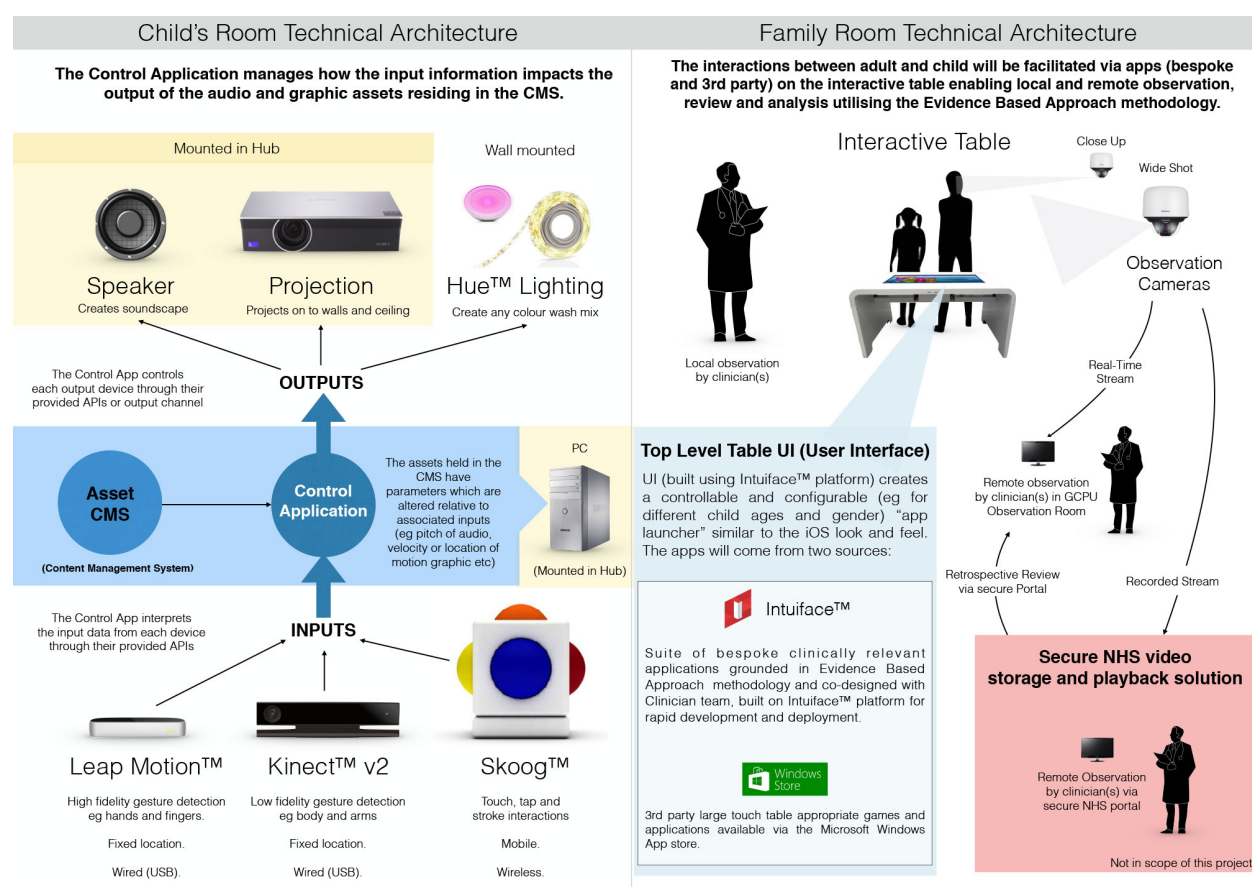 Child's Room Technical Architecture
The Control Application manages how the input information impacts the
output of the audio and graphic assets residing in the CMS.
Mounted in Hub
Wall mounted
Speaker
Creates soundscape
Projection
Projects on to walls and ceiling
Hue™ Lighting
Create any colour wash mix
The Control App controls
each output device through their
provided APIs or output channel
OUTPUTS
Asset
CMS
(Content Management System)
Control
Application
The assets held in the
CMS have
parameters which are
altered relative to
associated inputs
(eg pitch of audio,
velocity or location of
motion graphic etc)
PC
(Mounted in Hub)
The Control App interprets
the input data from each device
through their provided APIs
INPUTS
Leap Motion™
High fidelity gesture detection
eg hands and fingers.
Fixed location.
Wired (USB).
Kinect™ v2
Low fidelity gesture detection
eg body and arms
Fixed location.
Wired (USB).
Skoog™
Touch, tap and
stroke interactions
Mobile.
Wireless.
Family Room Technical Architecture
The interactions between adult and child will be facilitated via apps (bespoke
and 3rd party) on the interactive table enabling local and remote observation,
review and analysis utilising the Evidence Based Approach methodology.
Interactive Table
Close Up
Wide Shot
Observation
Cameras
Local observation
by clinician(s)
Real-Time
Stream
Remote observation
by clinician(s) in GCPU
Observation Room
Retrospective Review
via secure Portal
Recorded Stream
Top Level Table UI (User Interface)
UI (built using Intuiface™ platform) creates
a controllable and configurable (eg for
different child ages and gender) “app
launcher” similar to the iOS look and feel.
The apps will come from two sources:
Intuiface™
Suite of bespoke clinically relevant
applications grounded in Evidence Based
Approach methodology and co-designed with
Clinician team, built on Intuiface™ platform for
rapid development and deployment.
Windows
Store
3rd party large touch table appropriate games and
applications available via the Microsoft Windows
App store.
Secure NHS video
storage and playback solution
Remote Observation
by clinician(s) via
secure NHS portal
Not in scope of this project